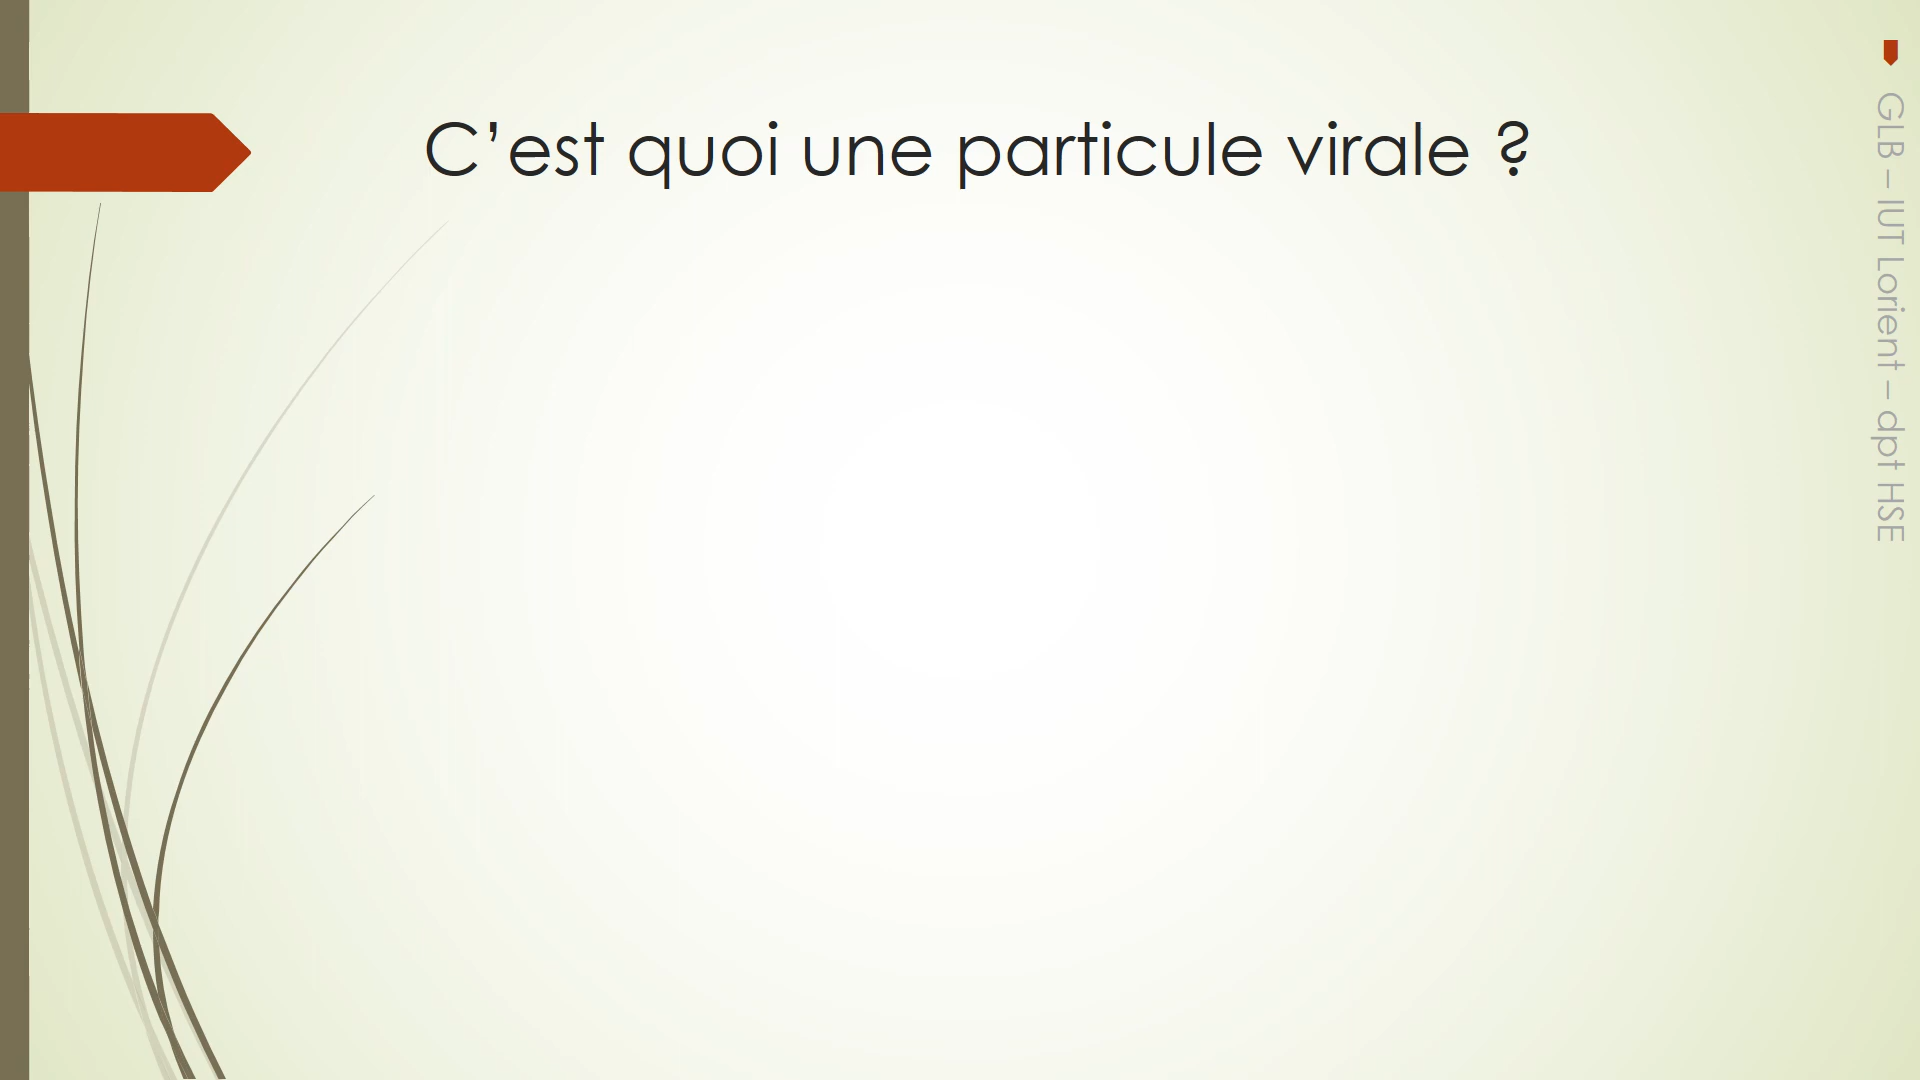 C’est quoi une particule virale ?
GLB – IUT Lorient – dpt HSE